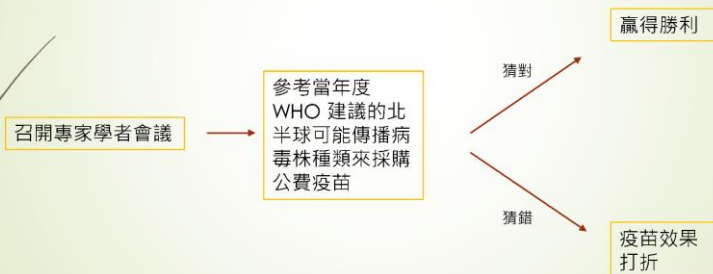 贏得勝利
猜對
召開專家學者會議
參考當年度
WHO 建議的北
半球可能傳播病
毒株種類來採購
公費疫苗
猜錯
疫苗效果
打折